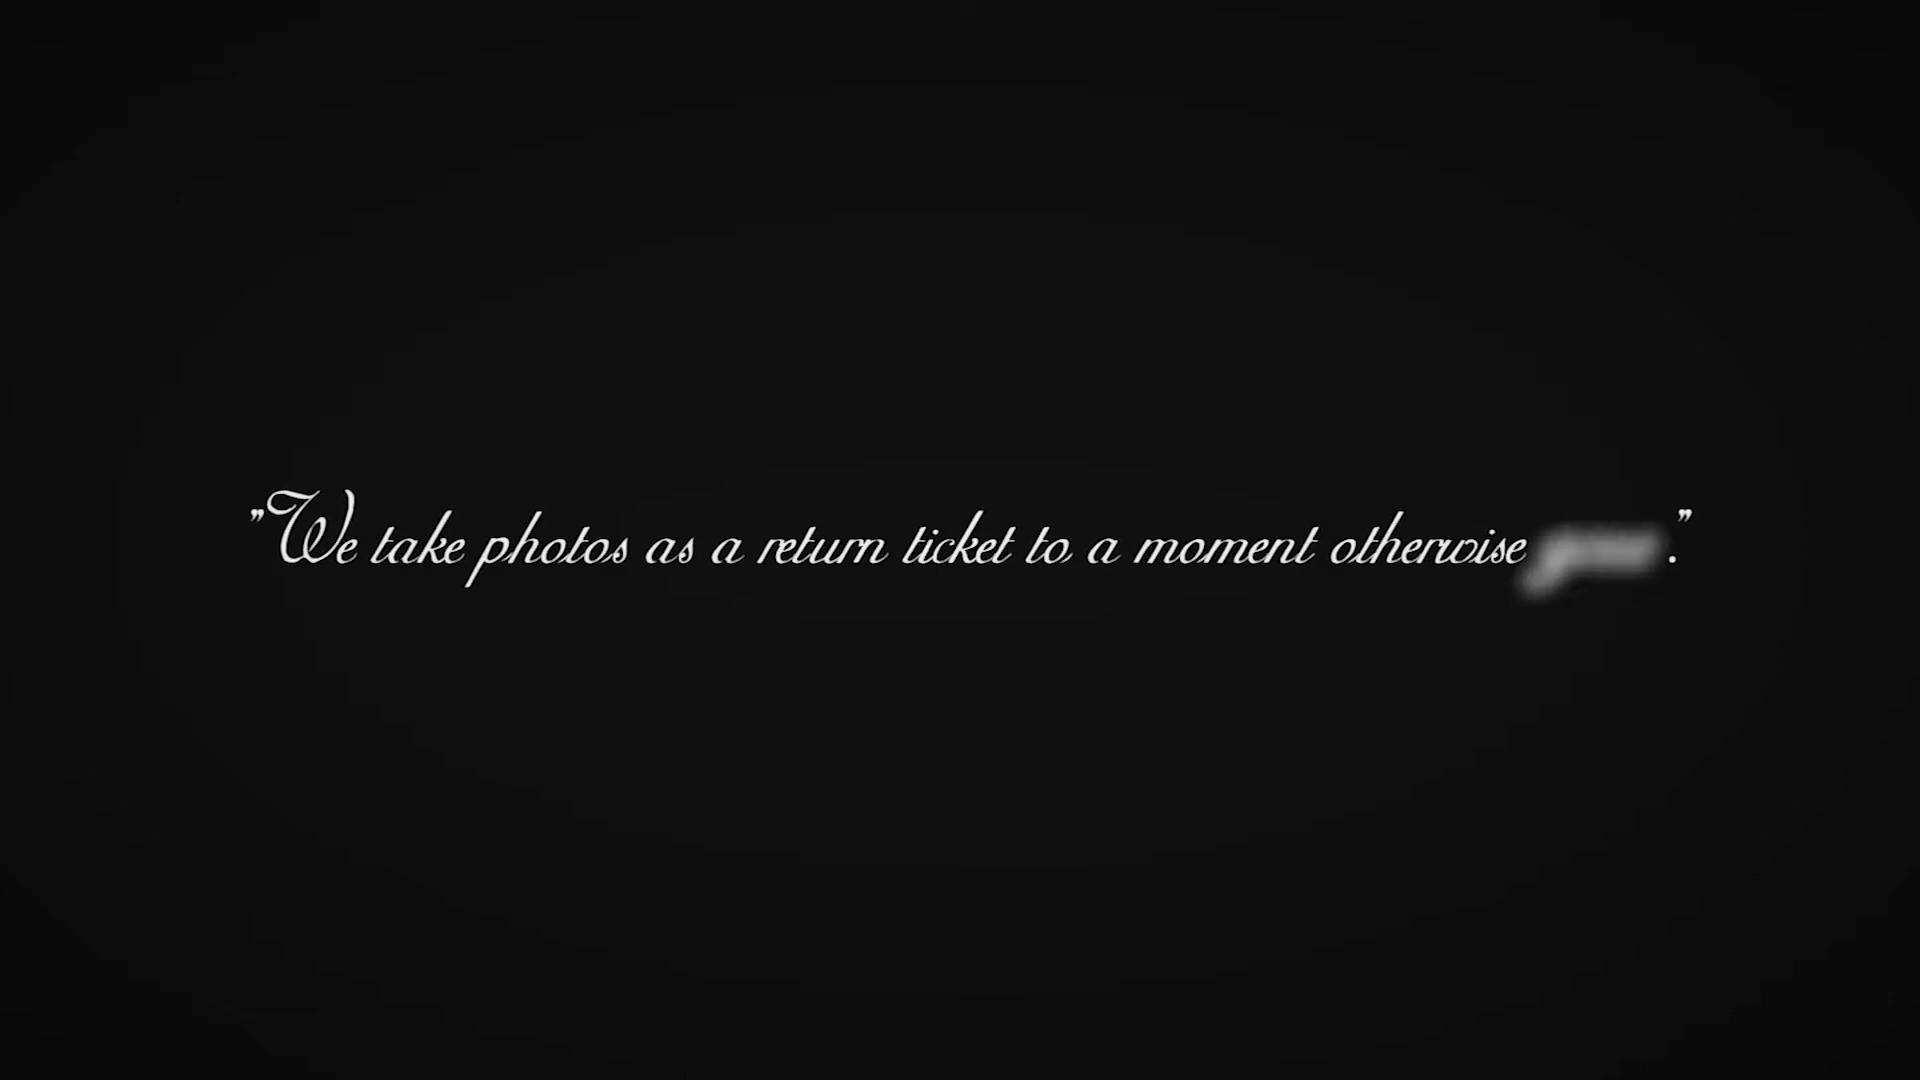 "We take photos as a return ticket to a moment otherwise ."